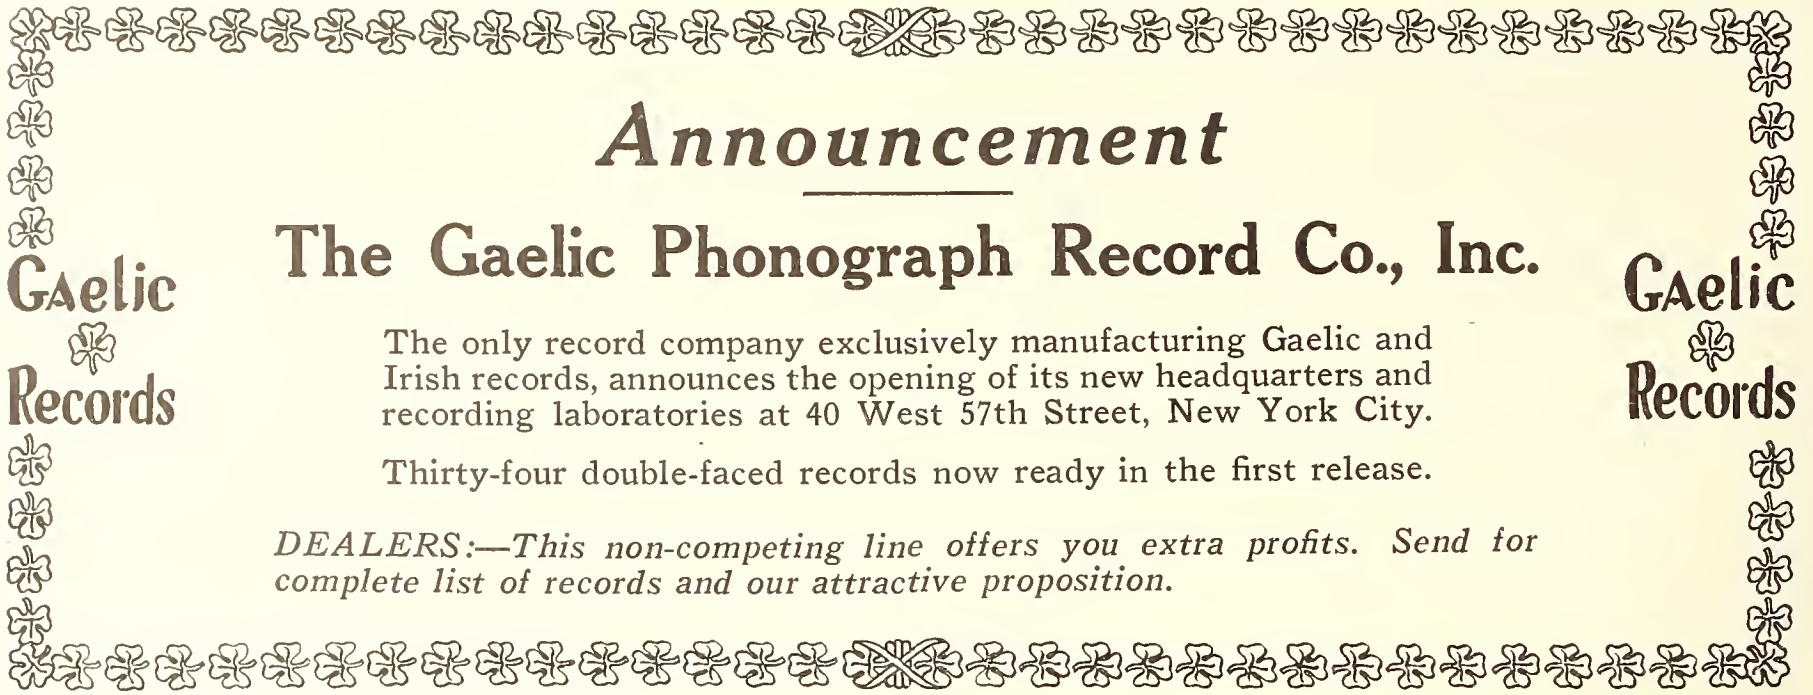 Announcement
The Gaelic Phonograph Record Co., Inc.
Gaelic
Records
The only record company exclusively manufacturing Gaelic and
Irish records, announces the opening of its new headquarters and
recording laboratories at 40 West 57th Street, New York City.
Thirty-four double-faced records now ready in the first release.
DEALERS:—This non-competing line offers you extra profits. Send for
complete list of records and our attractive proposition.
Gaelic
Records